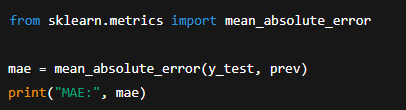 from sklearn.metrics import mean_absolute_error
mae = mean_absolute_error(y_test, prev)
print("MAE:", mae)